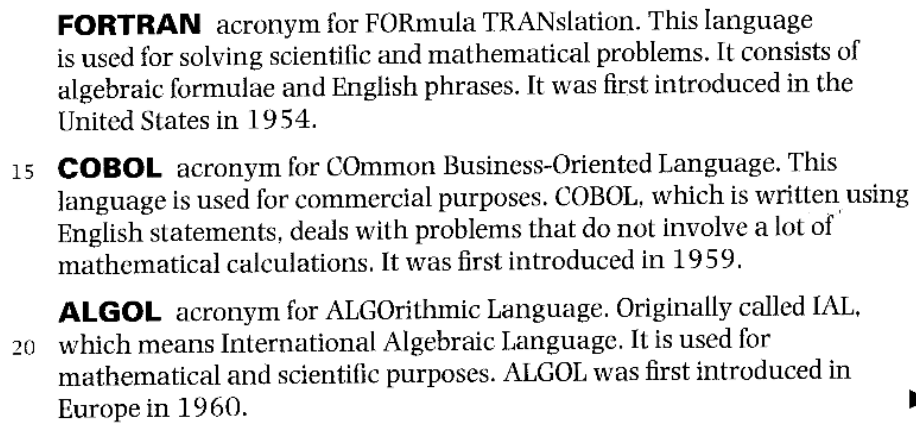 FORTRAN acronym for FORmula TRANslation. This language
is used for solving scientific and mathematical problems. It consists of
algebraic formulae and English phrases. It was first introduced in the
United States in 1954.
15 COBOL acronym for COmmon Business-Oriented Language. This
language is used for commercial purposes. COBOL, which is written using
English statements, deals with problems that do not involve a lot of
mathematical calculations. It was first introduced in 1959.
ALGOL acronym for ALGOrithmic Language. Originally called IAL,
20 which means International Algebraic Language. It is used for
mathematical and scientific purposes. ALGOL was first introduced in
Europe in 1960.